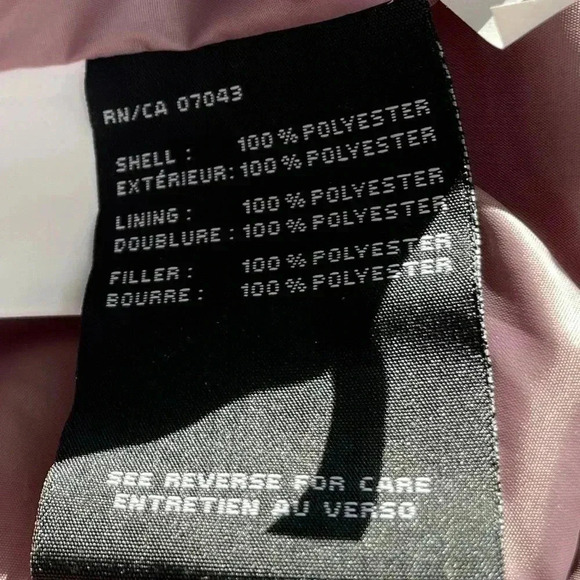 RN/CA 07043
SHELL : 100 % POLYESTER
EXTÉRIEUR: 100 % POLYESTER
LINING : 100 % POLYESTER
DOUBLURE : 100 % POLYESTER
FILLER : 100 % POLYESTER
BOURRE : 100 % POLYESTER
SEE REVERSE FOR CARE
ENTRETIEN AU VERSO